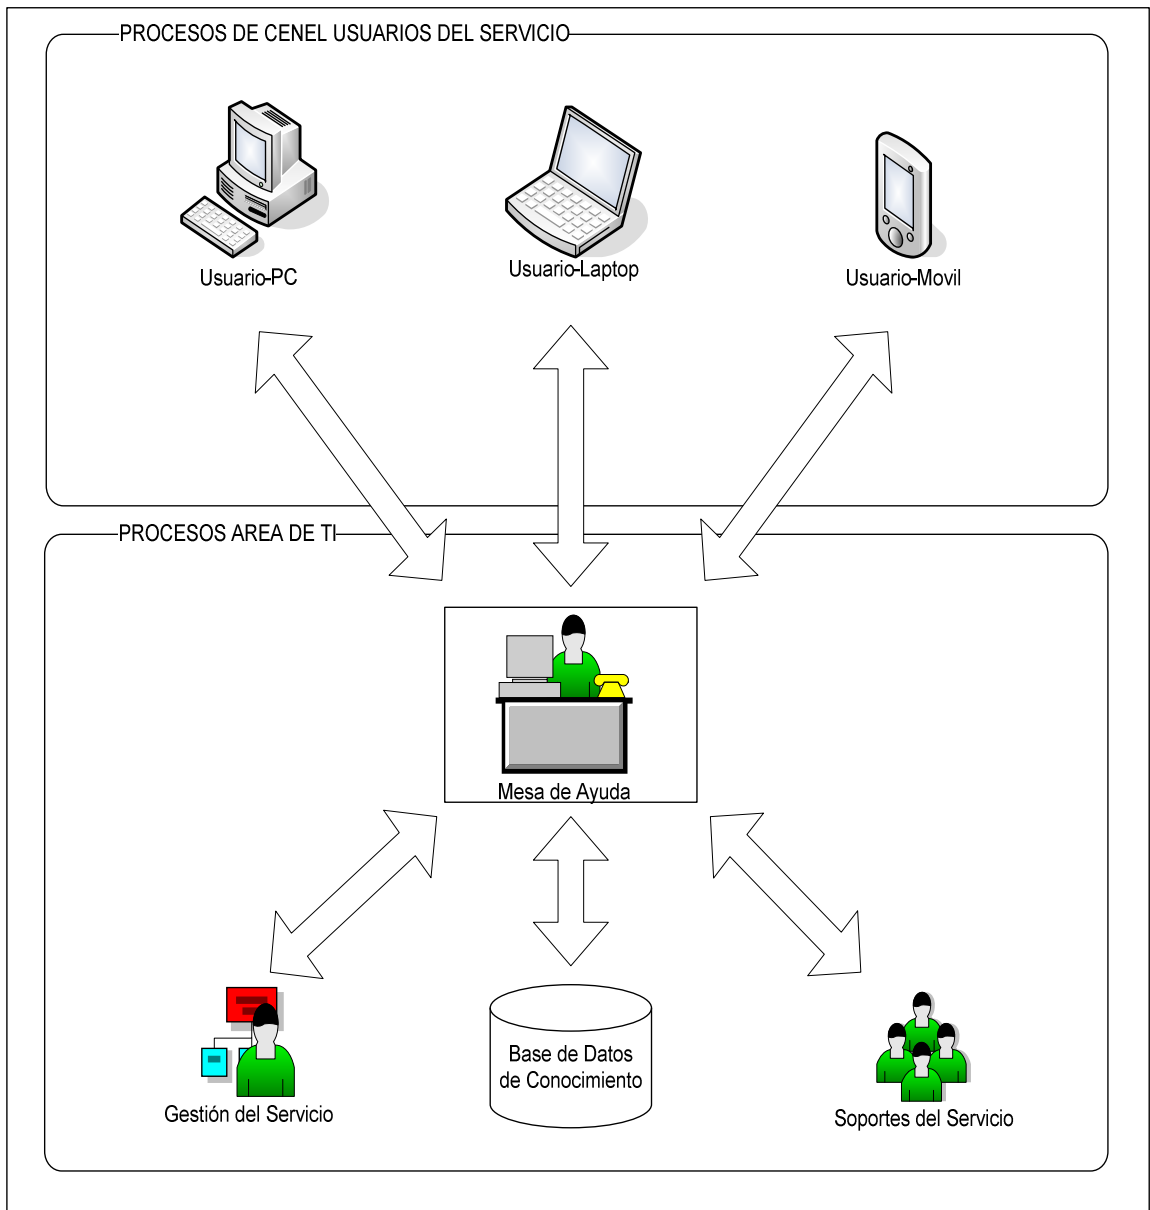 PROCESOS DE CENEL USUARIOS DEL SERVICIO
Usuario-PC
Usuario-Laptop
Usuario-Movil
PROCESOS AREA DE TI
Mesa de Ayuda
Gestión del Servicio
Base de Datos
de Conocimiento
Soportes del Servicio